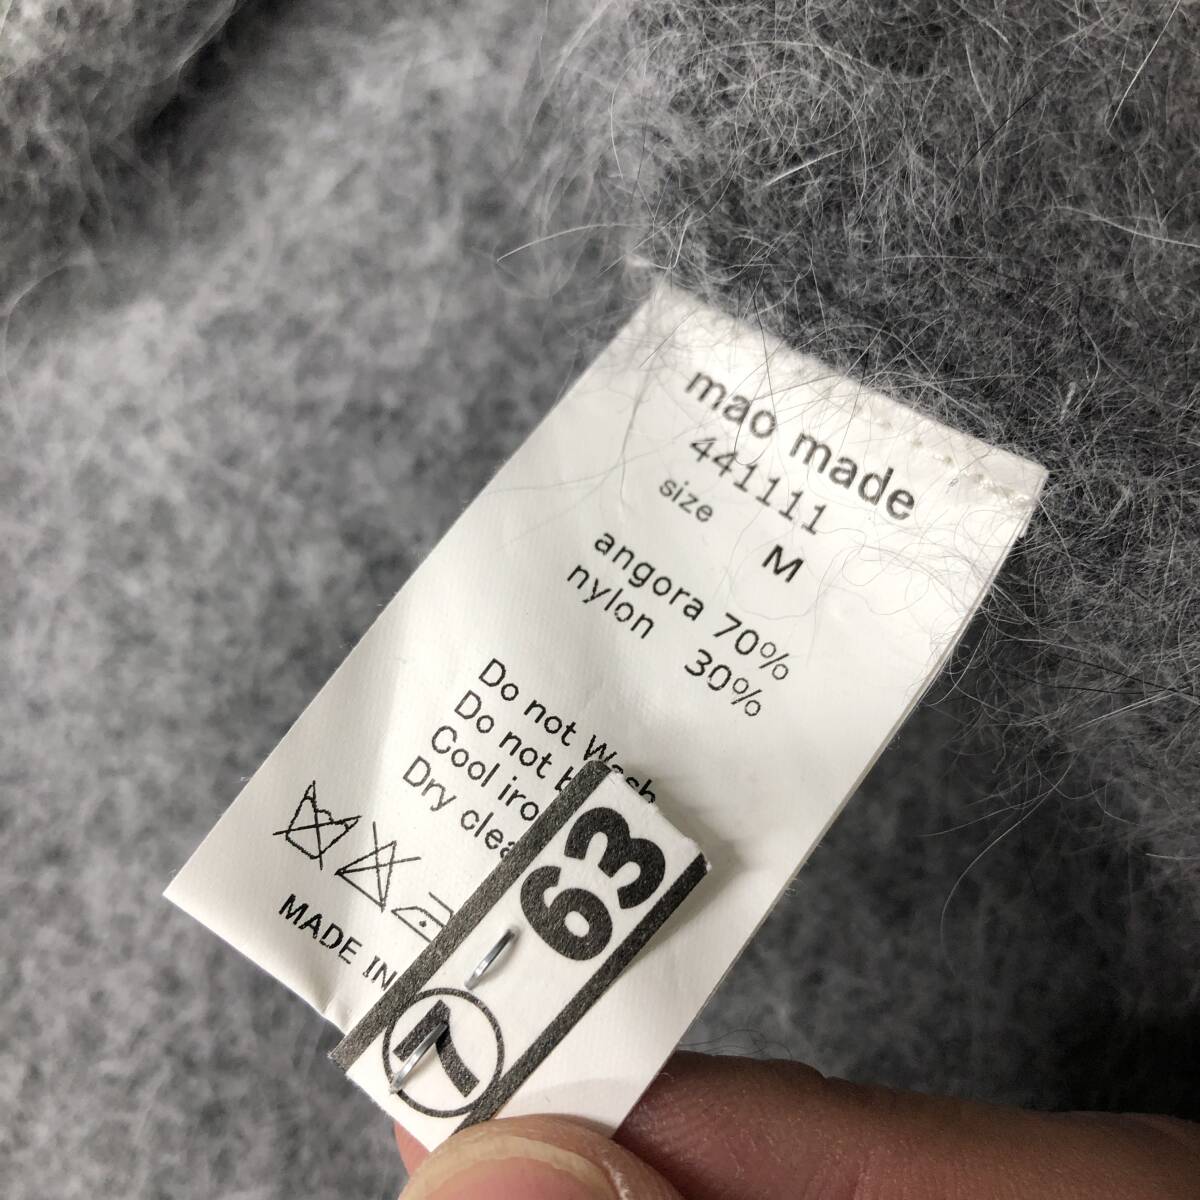 mao made
441111
size M
angora 70%
nylon 30%
Do not Wash
Do not
Cool iro
Dry clea
MADE IN
63
7